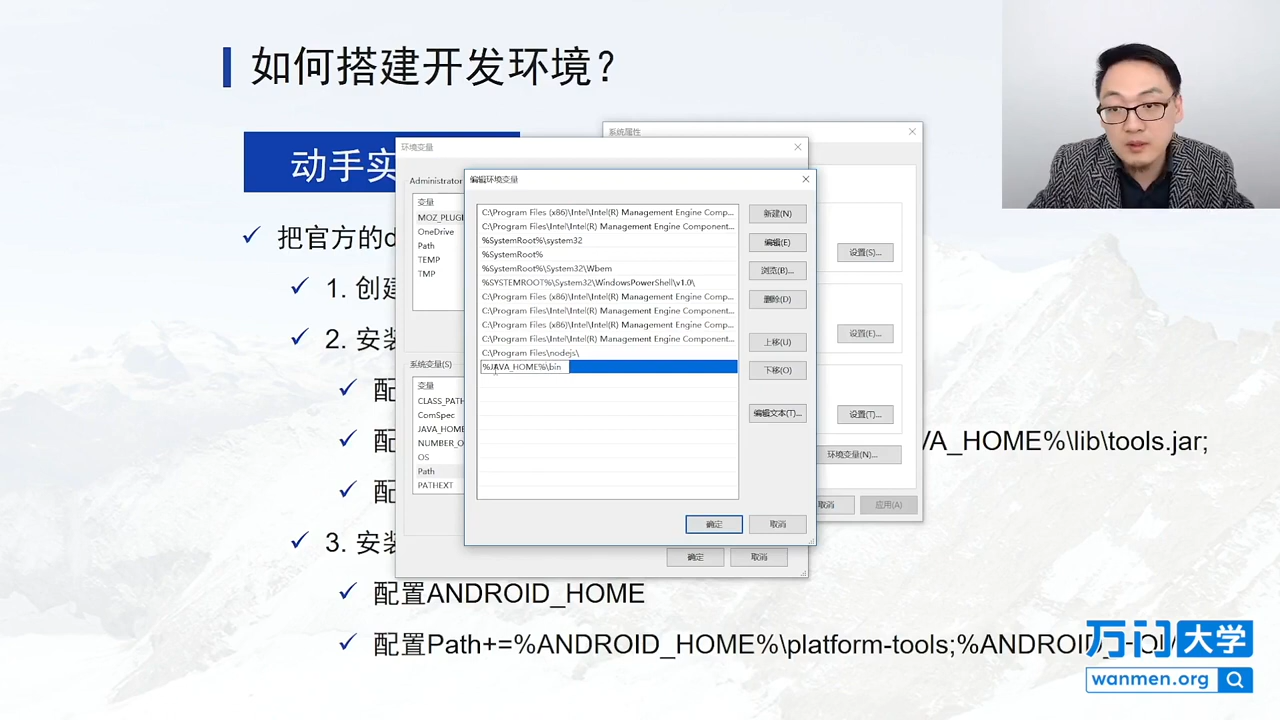 如何搭建开发环境？
动手实
把官方的d
1. 创建
2. 安装
配
配
VA_HOME%\lib\tools.jar;
配
3. 安装
配置ANDROID_HOME
配置Path+=%ANDROID_HOME%\platform-tools;%ANDROID_HOM
系统属性
设置(S)...
设置(E)...
设置(T)...
环境变量(N)...
取消
应用(A)
环境变量
Administrator
变量
MOZ_PLUGI
OneDrive
Path
TEMP
TMP
系统变量(S)
变量
CLASS_PATH
ComSpec
JAVA_HOME
NUMBER_O
OS
Path
PATHEXT
确定
取消
编辑环境变量
C:\Program Files (x86)\Intel\Intel(R) Management Engine Comp...
C:\Program Files\Intel\Intel(R) Management Engine Component...
%SystemRoot%\system32
%SystemRoot%
%SystemRoot%\System32\Wbem
%SYSTEMROOT%\System32\WindowsPowerShell\v1.0\
C:\Program Files (x86)\Intel\Intel(R) Management Engine Comp...
C:\Program Files\Intel\Intel(R) Management Engine Component...
C:\Program Files (x86)\Intel\Intel(R) Management Engine Comp...
C:\Program Files\Intel\Intel(R) Management Engine Component...
C:\Program Files\nodejs\
%JAVA_HOME%\bin
新建(N)
编辑(E)
浏览(B)...
删除(D)
上移(U)
下移(O)
编辑文本(T)...
确定
取消
万门大学
wanmen.org